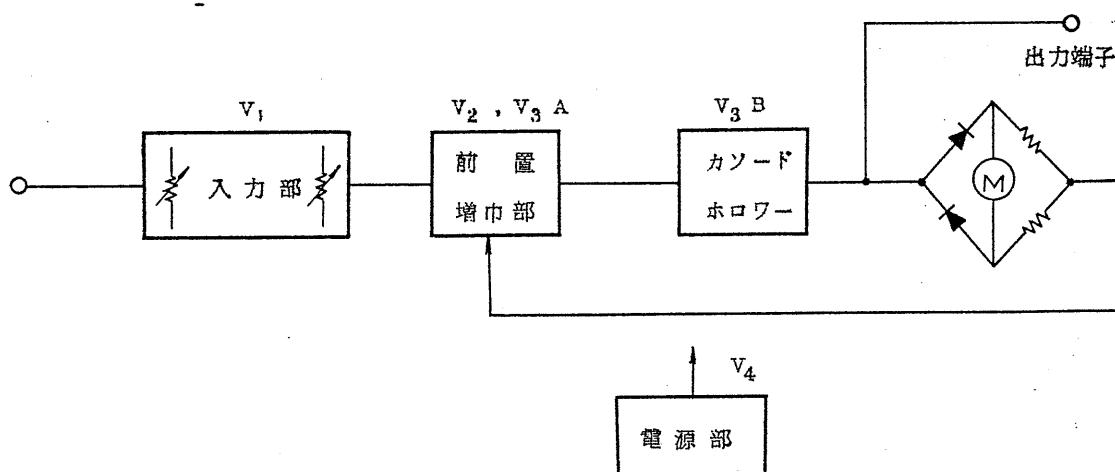 出力端子
V₁
V₂ , V₃ A
V₃ B
入力部
前 置
増巾部
カソード
ホロワー
M
V₄
電源部